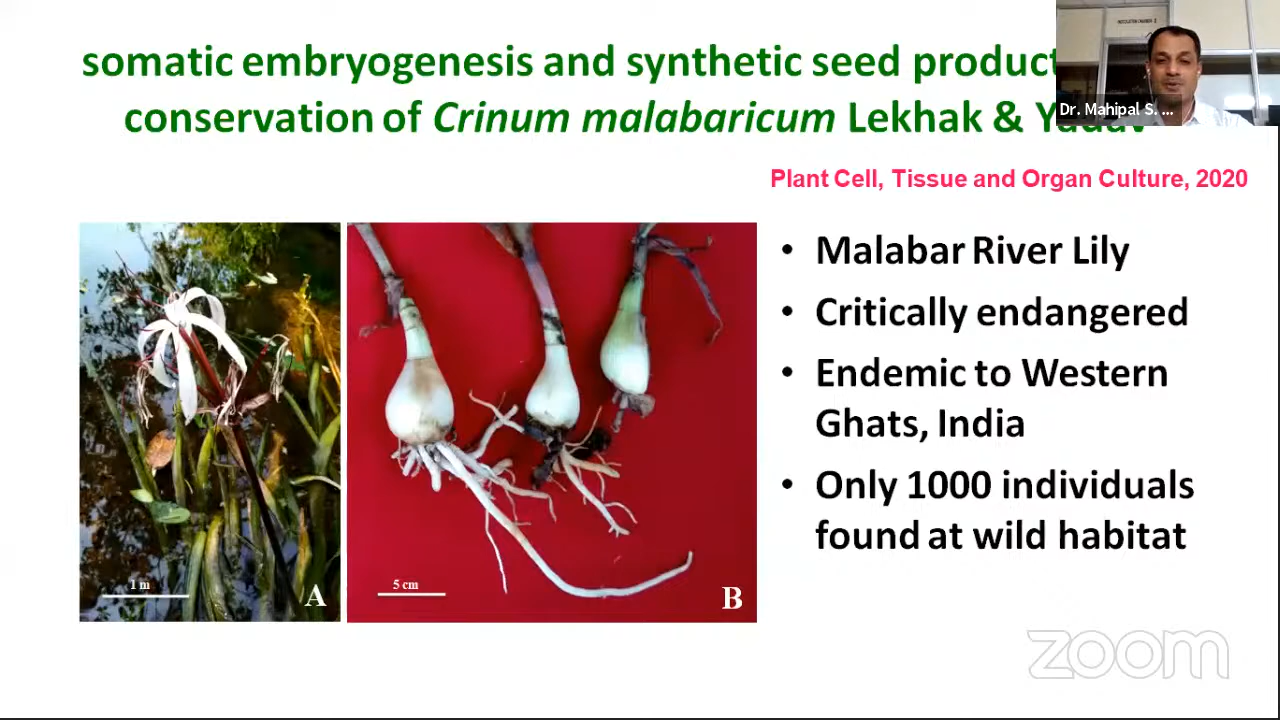 somatic embryogenesis and synthetic seed product
conservation of Crinum malabaricum Lekhak & Yadav
Dr. Mahipal S. ...
Plant Cell, Tissue and Organ Culture, 2020
• Malabar River Lily
• Critically endangered
• Endemic to Western
Ghats, India
• Only 1000 individuals
found at wild habitat
1 m
A
5 cm
B
zoom